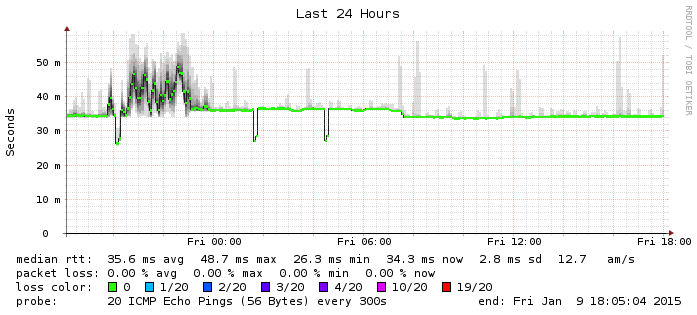 Last 24 Hours
RRDTOOL / TOBI OETIKER
Seconds
50 m
40 m
30 m
20 m
10 m
0
Fri 00:00 Fri 06:00 Fri 12:00 Fri 18:00
median rtt: 35.6 ms avg 48.7 ms max 26.3 ms min 34.3 ms now 2.8 ms sd 12.7 am/s
packet loss: 0.00 % avg 0.00 % max 0.00 % min 0.00 % now
loss color: 0 1/20 2/20 3/20 4/20 10/20 19/20
probe: 20 ICMP Echo Pings (56 Bytes) every 300s end: Fri Jan 9 18:05:04 2015